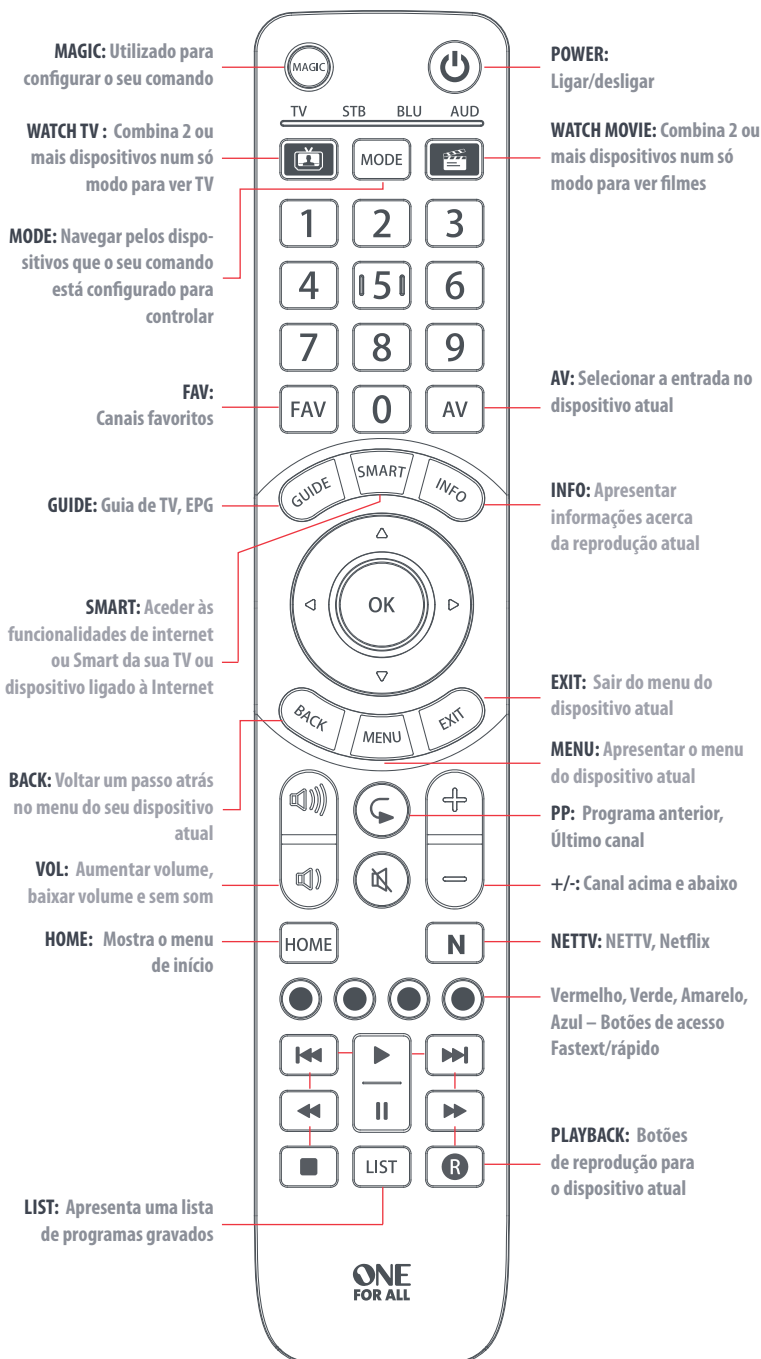 MAGIC: Utilizado para
configurar o seu comando
MAGIC
POWER:
Ligar/desligar
TV STB BLU AUD
WATCH TV : Combina 2 ou
mais dispositivos num só
modo para ver TV
MODE
WATCH MOVIE: Combina 2 ou
mais dispositivos num só
modo para ver filmes
MODE: Navegar pelos dispo-
sitivos que o seu comando
está configurado para
controlar
1 2 3
4 5 6
7 8 9
FAV:
Canais favoritos
FAV 0 AV
AV: Selecionar a entrada no
dispositivo atual
GUIDE SMART INFO
GUIDE: Guia de TV, EPG
INFO: Apresentar
informações acerca
da reprodução atual
OK
SMART: Aceder às
funcionalidades de internet
ou Smart da sua TV ou
dispositivo ligado à Internet
EXIT: Sair do menu do
dispositivo atual
BACK MENU EXIT
MENU: Apresentar o menu
do dispositivo atual
BACK: Voltar um passo atrás
no menu do seu dispositivo
atual
PP: Programa anterior,
Último canal
VOL: Aumentar volume,
baixar volume e sem som
+/-: Canal acima e abaixo
HOME: Mostra o menu
de início
HOME N
NETTV: NETTV, Netflix
Vermelho, Verde, Amarelo,
Azul – Botões de acesso
Fastext/rápido
PLAYBACK: Botões
de reprodução para
o dispositivo atual
LIST R
LIST: Apresenta uma lista
de programas gravados
ONE
FOR ALL